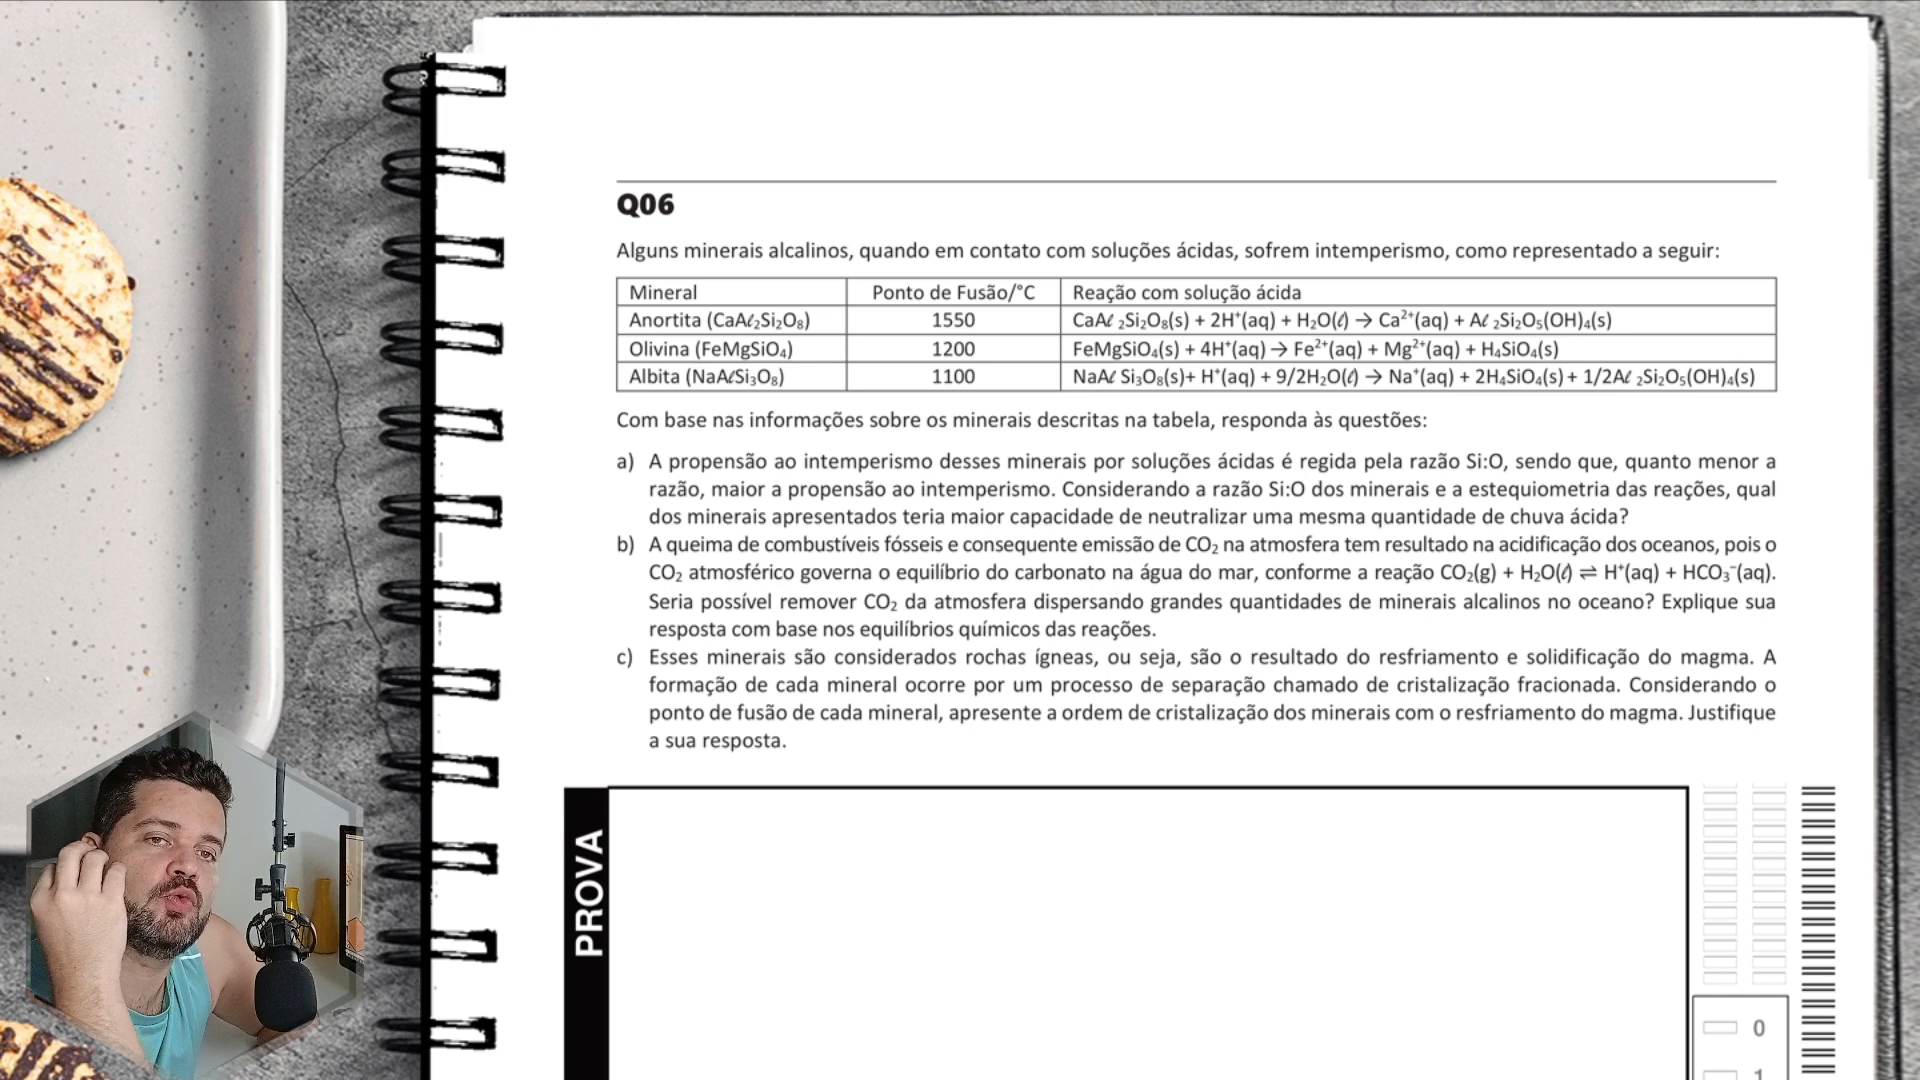 Q06
Alguns minerais alcalinos, quando em contato com soluções ácidas, sofrem intemperismo, como representado a seguir:
Mineral Ponto de Fusão/°C Reação com solução ácida
Anortita (CaAℓ₂Si₂O₈) 1550 CaAℓ ₂Si₂O₈(s) + 2H⁺(aq) + H₂O(ℓ) → Ca²⁺(aq) + Aℓ ₂Si₂O₅(OH)₄(s)
Olivina (FeMgSiO₄) 1200 FeMgSiO₄(s) + 4H⁺(aq) → Fe²⁺(aq) + Mg²⁺(aq) + H₄SiO₄(s)
Albita (NaAℓSi₃O₈) 1100 NaAℓ Si₃O₈(s)+ H⁺(aq) + 9/2H₂O(ℓ) → Na⁺(aq) + 2H₄SiO₄(s) + 1/2Aℓ ₂Si₂O₅(OH)₄(s)
Com base nas informações sobre os minerais descritas na tabela, responda às questões:
a) A propensão ao intemperismo desses minerais por soluções ácidas é regida pela razão Si:O, sendo que, quanto menor a
razão, maior a propensão ao intemperismo. Considerando a razão Si:O dos minerais e a estequiometria das reações, qual
dos minerais apresentados teria maior capacidade de neutralizar uma mesma quantidade de chuva ácida?
b) A queima de combustíveis fósseis e consequente emissão de CO₂ na atmosfera tem resultado na acidificação dos oceanos, pois o
CO₂ atmosférico governa o equilíbrio do carbonato na água do mar, conforme a reação CO₂(g) + H₂O(ℓ) ⇌ H⁺(aq) + HCO₃⁻(aq).
Seria possível remover CO₂ da atmosfera dispersando grandes quantidades de minerais alcalinos no oceano? Explique sua
resposta com base nos equilíbrios químicos das reações.
c) Esses minerais são considerados rochas ígneas, ou seja, são o resultado do resfriamento e solidificação do magma. A
formação de cada mineral ocorre por um processo de separação chamado de cristalização fracionada. Considerando o
ponto de fusão de cada mineral, apresente a ordem de cristalização dos minerais com o resfriamento do magma. Justifique
a sua resposta.
PROVA
0
1